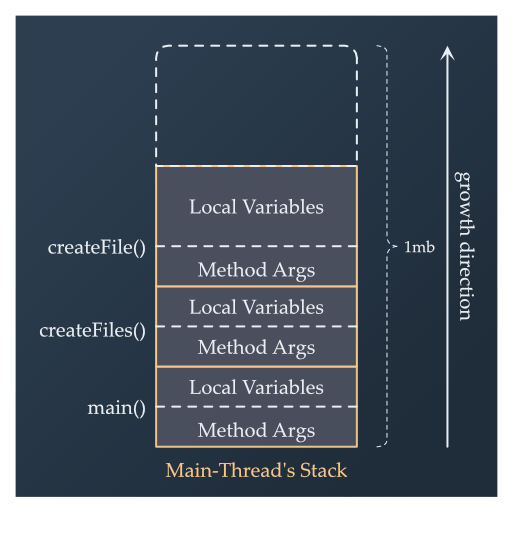 Local Variables
createFile()
Method Args
Local Variables
createFiles()
Method Args
Local Variables
main()
Method Args
Main-Thread's Stack
1mb
growth direction